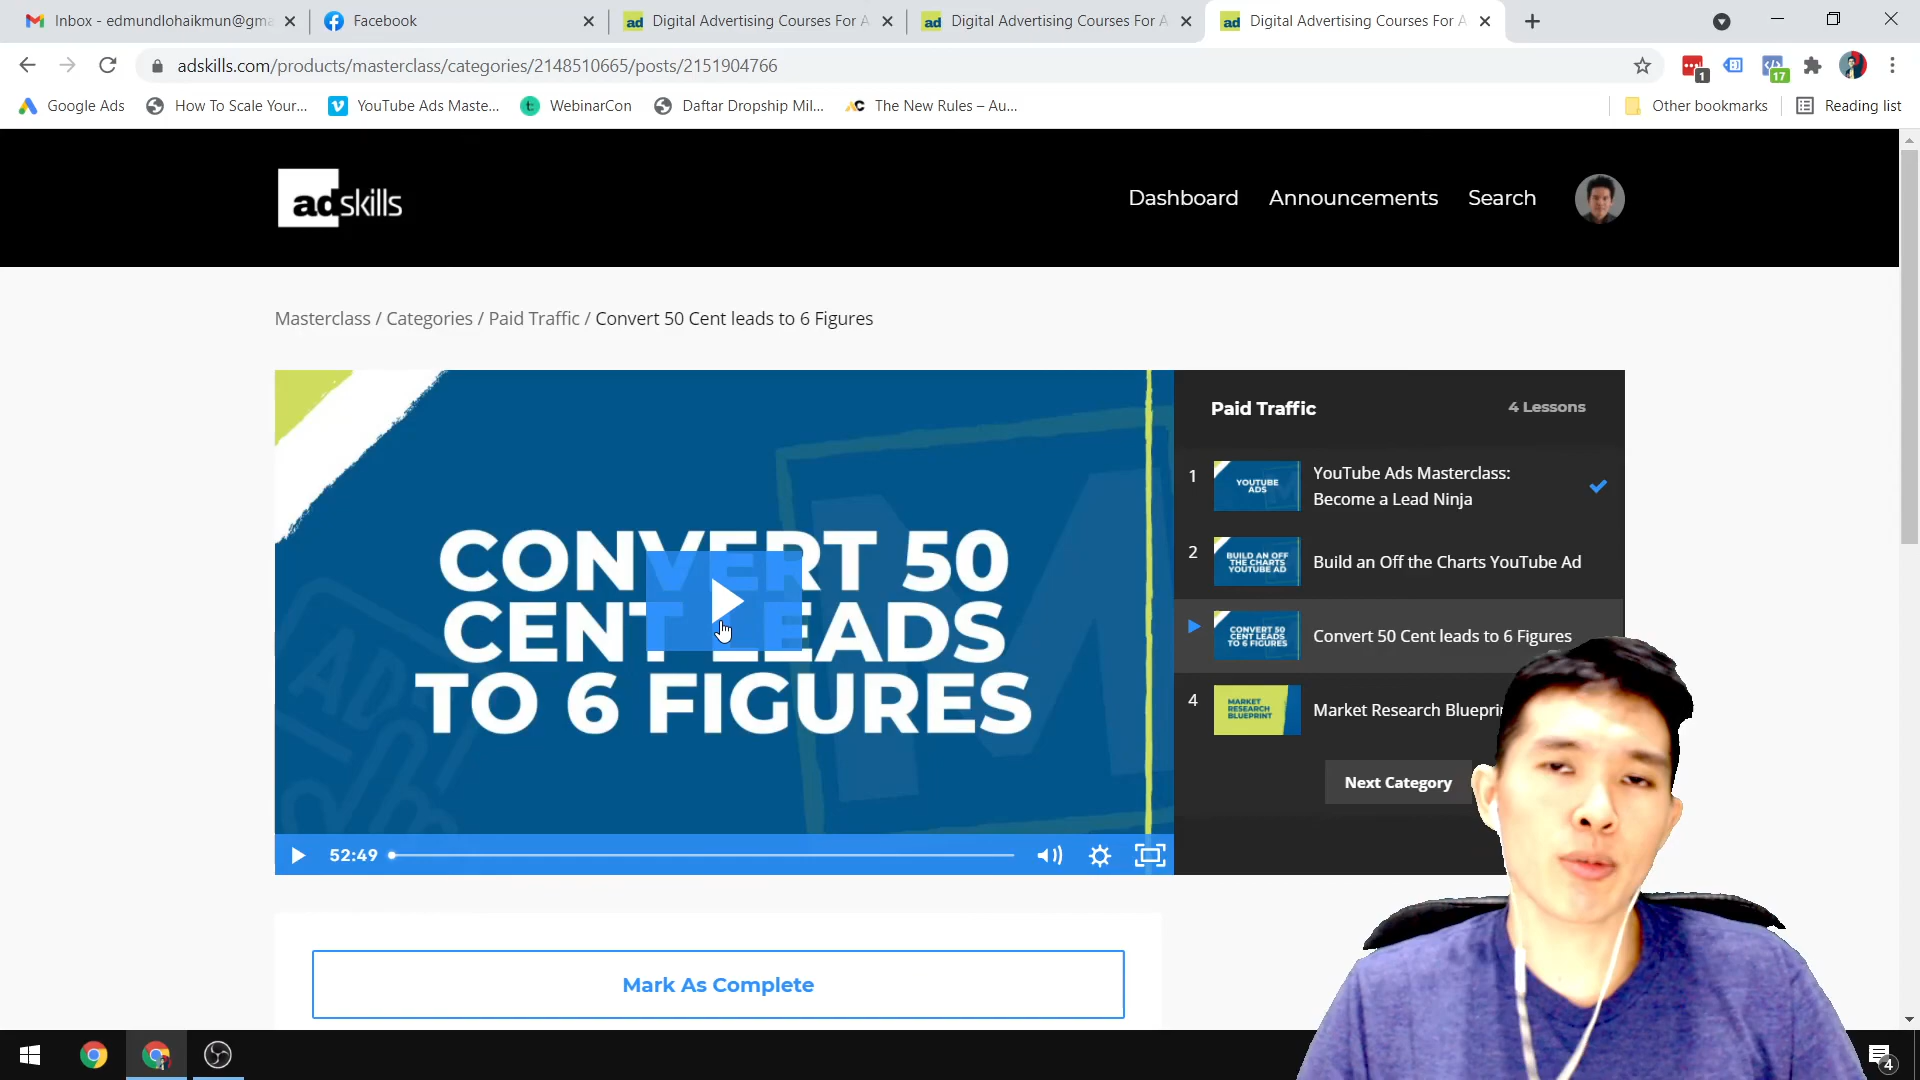 Inbox - edmundlohaikmun@gma
Facebook
ad Digital Advertising Courses For A
ad Digital Advertising Courses For A
ad Digital Advertising Courses For A
adskills.com/products/masterclass/categories/2148510665/posts/2151904766
1
17
Google Ads
How To Scale Your...
YouTube Ads Maste...
WebinarCon
Daftar Dropship Mil...
The New Rules – Au...
Other bookmarks
Reading list
adskills
Dashboard
Announcements
Search
Masterclass / Categories / Paid Traffic / Convert 50 Cent leads to 6 Figures
CONVERT 50
CENT LEADS
TO 6 FIGURES
52:49
Paid Traffic
4 Lessons
1
YOUTUBE
ADS
YouTube Ads Masterclass:
Become a Lead Ninja
2
BUILD AN OFF
THE CHARTS
YOUTUBE AD
Build an Off the Charts YouTube Ad
CONVERT 50
CENT LEADS
TO 6 FIGURES
Convert 50 Cent leads to 6 Figures
4
MARKET
RESEARCH
BLUEPRINT
Market Research
Next Category
Mark As Complete
4